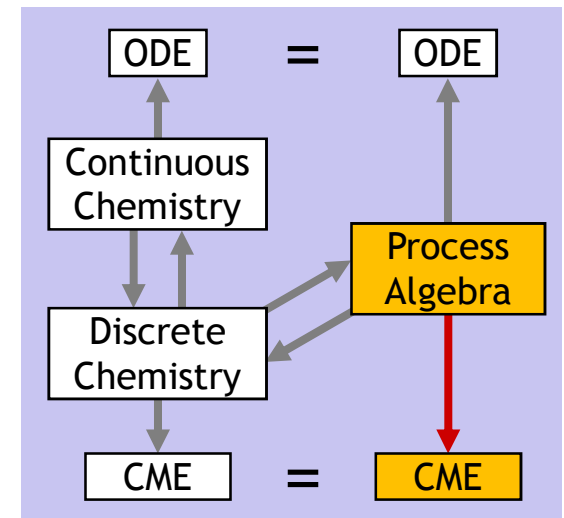 ODE = ODE
Continuous
Chemistry
Process
Algebra
Discrete
Chemistry
CME = CME